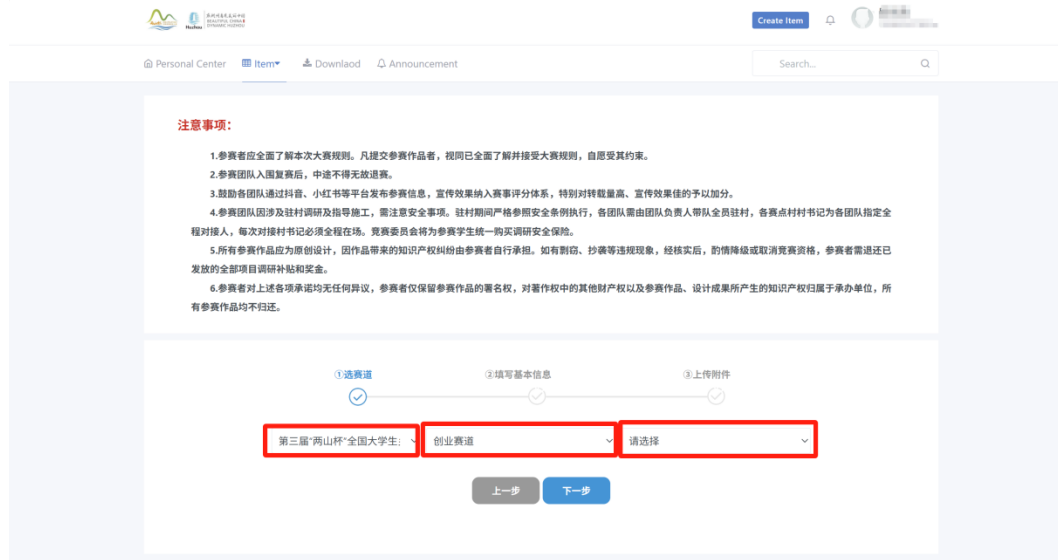 Create Item
Huzhou
BEAUTIFUL CHINA
DYNAMIC HUZHOU
Personal Center
Item
Downlaod
Announcement
Search...
注意事项：
1.参赛者应全面了解本次大赛规则。凡提交参赛作品者，视同已全面了解并接受大赛规则，自愿受其约束。
2.参赛团队入围复赛后，中途不得无故退赛。
3.鼓励各团队通过抖音、小红书等平台发布参赛信息，宣传效果纳入赛事评分体系，特别对转载量高、宣传效果佳的予以加分。
4.参赛团队因涉及驻村调研及指导施工，需注意安全事项。驻村期间严格参照安全条例执行，各团队需由团队负责人带队全员驻村，各赛点村村书记为各团队指定全
程对接人，每次对接村书记必须全程在场。竞赛委员会将为参赛学生统一购买调研安全保险。
5.所有参赛作品应为原创设计，因作品带来的知识产权纠纷由参赛者自行承担。如有剽窃、抄袭等违规现象，经核实后，酌情降级或取消竞赛资格，参赛者需退还已
发放的全部项目调研补贴和奖金。
6.参赛者对上述各项承诺均无任何异议，参赛者仅保留参赛作品的署名权，对著作权中的其他财产权以及参赛作品、设计成果所产生的知识产权归属于承办单位，所
有参赛作品均不归还。
①选赛道
②填写基本信息
③上传附件
第三届“两山杯”全国大学生
创业赛道
请选择
上一步
下一步